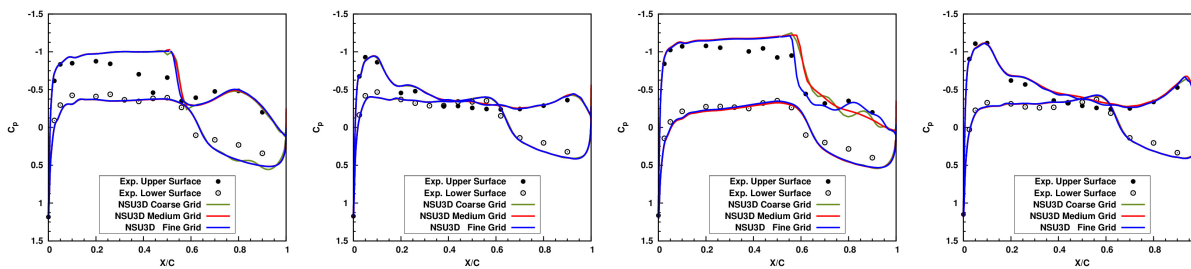 -1.5
-1
-0.5
0
0.5
1
1.5
C_p
0 0.2 0.4 0.6 0.8 1
X/C
Exp. Upper Surface
Exp. Lower Surface
NSU3D Coarse Grid
NSU3D Medium Grid
NSU3D Fine Grid
-1.5
-1
-0.5
0
0.5
1
1.5
C_p
0 0.2 0.4 0.6 0.8 1
X/C
Exp. Upper Surface
Exp. Lower Surface
NSU3D Coarse Grid
NSU3D Medium Grid
NSU3D Fine Grid
-1.5
-1
-0.5
0
0.5
1
1.5
C_p
0 0.2 0.4 0.6 0.8 1
X/C
Exp. Upper Surface
Exp. Lower Surface
NSU3D Coarse Grid
NSU3D Medium Grid
NSU3D Fine Grid
-1.5
-1
-0.5
0
0.5
1
1.5
C_p
0 0.2 0.4 0.6 0.8
X/C
Exp. Upper Surface
Exp. Lower Surface
NSU3D Coarse Grid
NSU3D Medium Grid
NSU3D Fine Grid